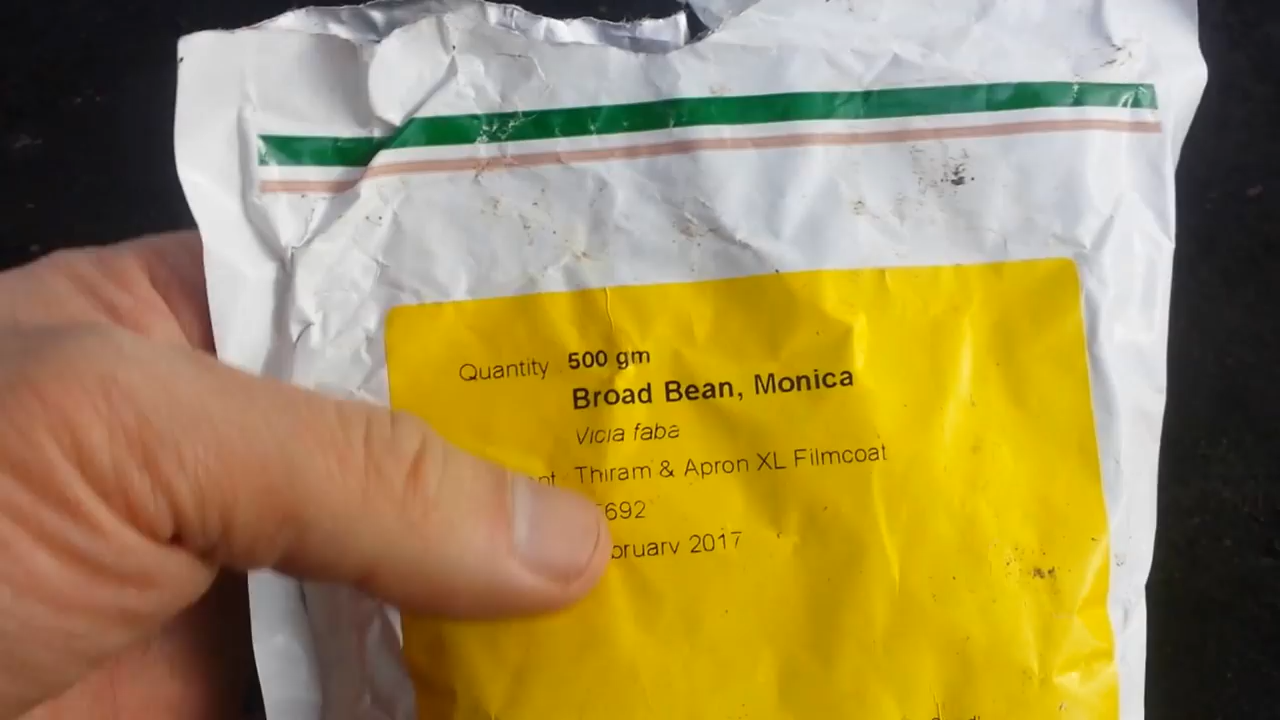 Quantity 500 gm
Broad Bean, Monica
Vicia faba
Thiram & Apron XL Filmcoat
692
2017